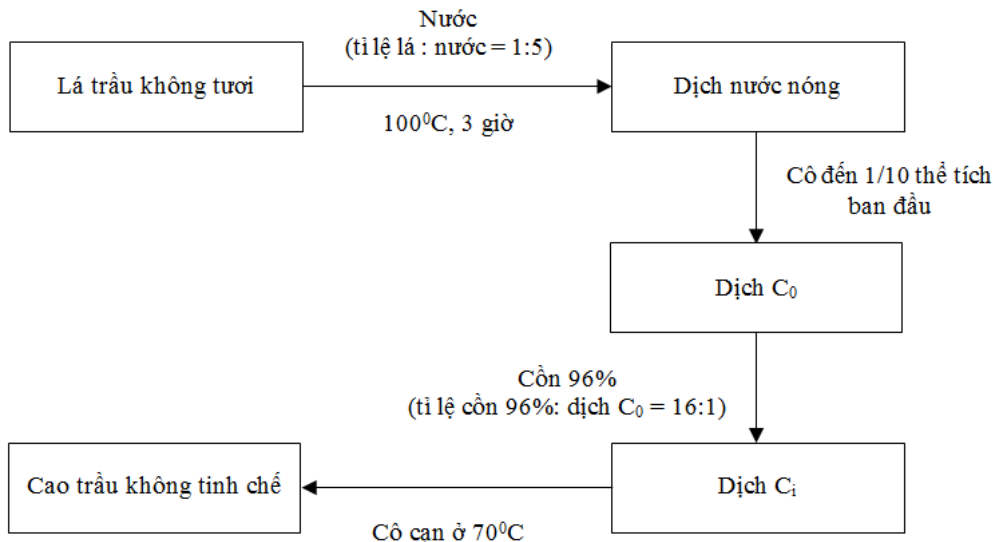 Nước
(tỉ lệ lá : nước = 1:5)
Lá trầu không tươi
Dịch nước nóng
100⁰C, 3 giờ
Cô đến 1/10 thể tích
ban đầu
Dịch C₀
Cồn 96%
(tỉ lệ cồn 96%: dịch C₀ = 16:1)
Cao trầu không tinh chế
Dịch Cᵢ
Cô cạn ở 70⁰C